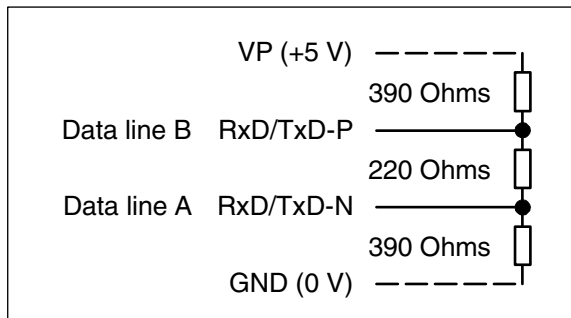 VP (+5 V)
390 Ohms
Data line B RxD/TxD-P
220 Ohms
Data line A RxD/TxD-N
390 Ohms
GND (0 V)